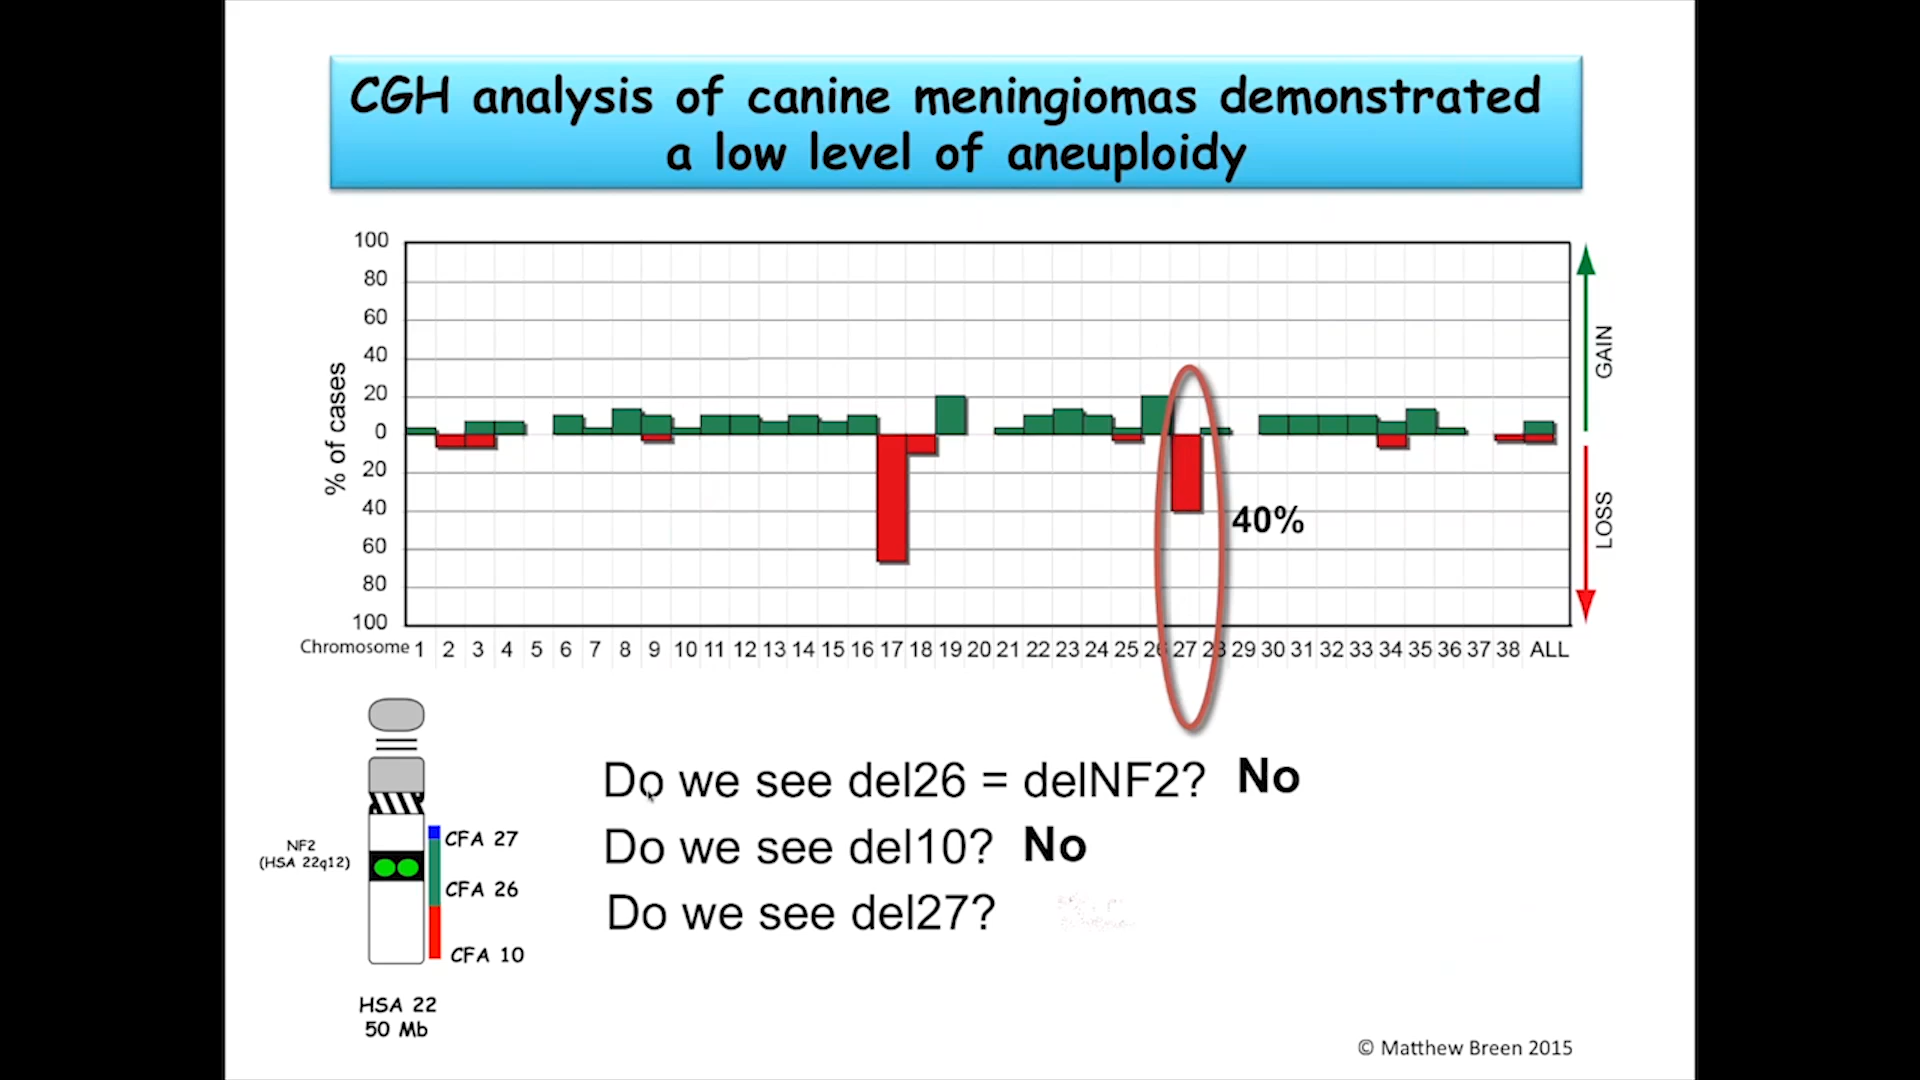 CGH analysis of canine meningiomas demonstrated
a low level of aneuploidy
100
80
60
40
20
0
20
40
60
80
100
% of cases
GAIN
LOSS
40%
Chromosome 1 2 3 4 5 6 7 8 9 10 11 12 13 14 15 16 17 18 19 20 21 22 23 24 25 26 27 28 29 30 31 32 33 34 35 36 37 38 ALL
NF2
(HSA 22q12)
CFA 27
CFA 26
CFA 10
HSA 22
50 Mb
Do we see del26 = delNF2? No
Do we see del10? No
Do we see del27?
© Matthew Breen 2015